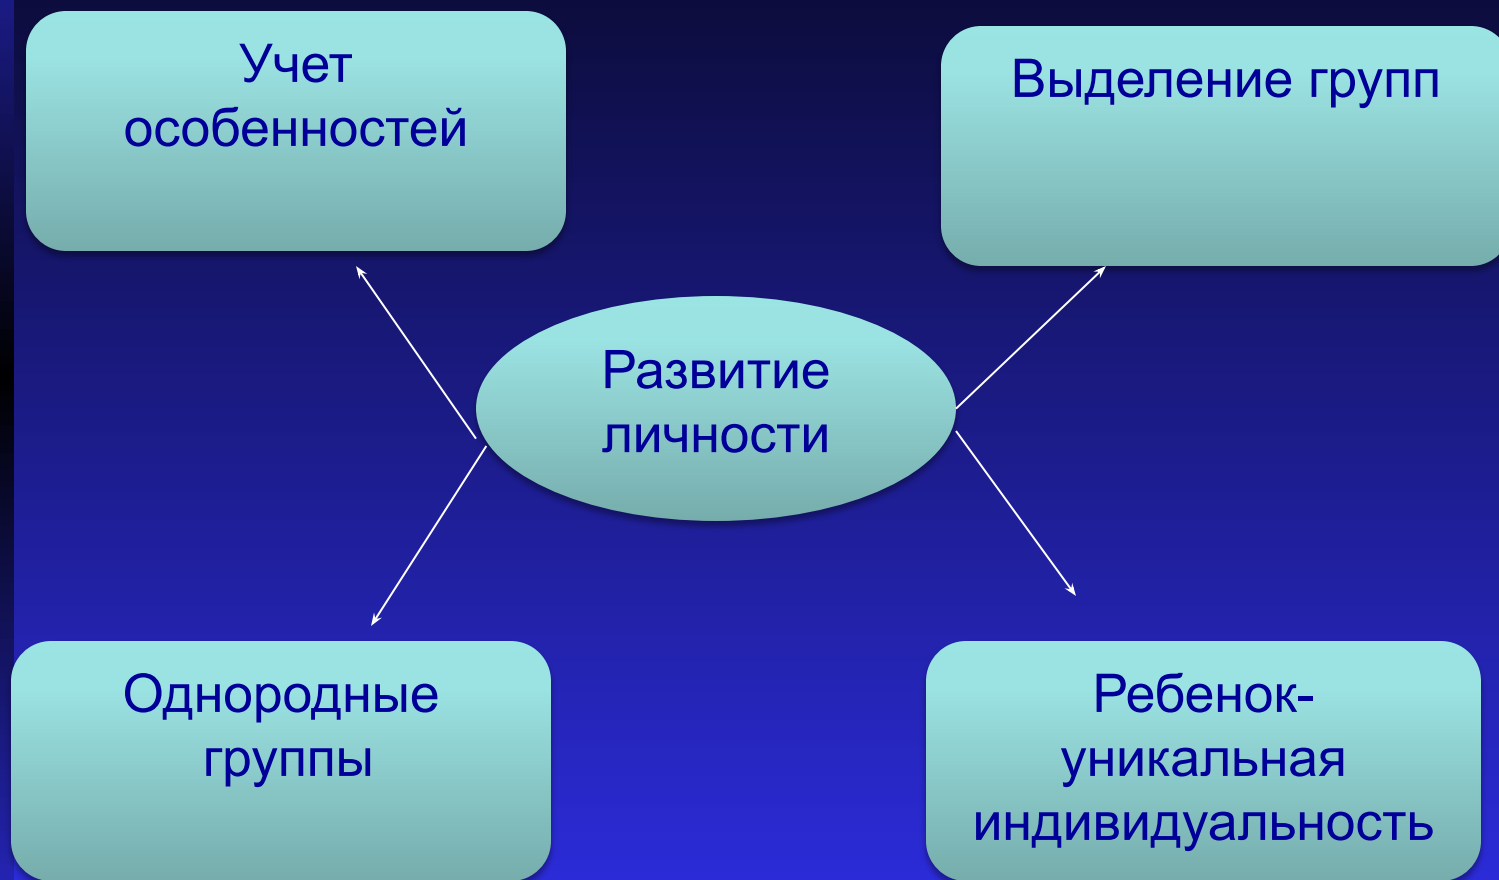 Учет
особенностей
Выделение групп
Развитие
личности
Однородные
группы
Ребенок-
уникальная
индивидуальность